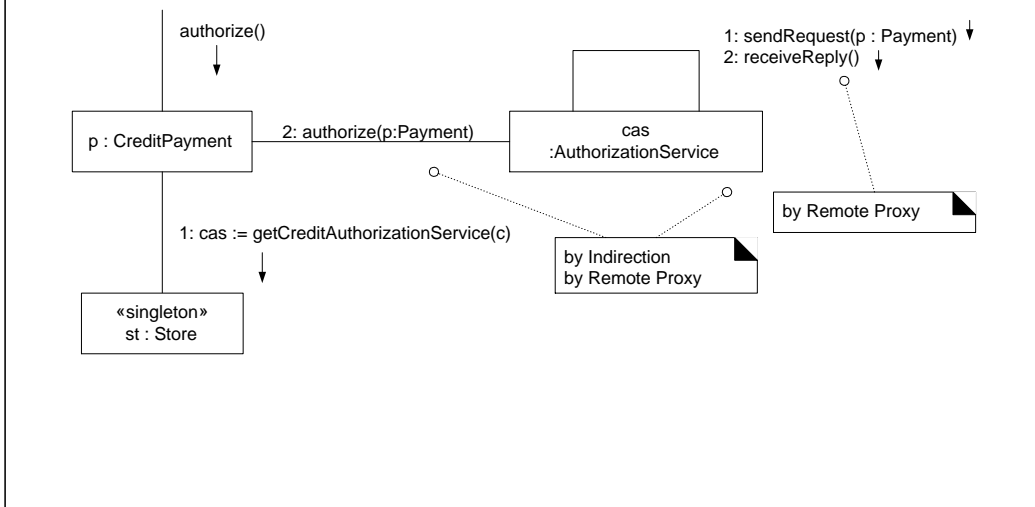 authorize()
1: sendRequest(p : Payment)
2: receiveReply()
p : CreditPayment
2: authorize(p:Payment)
cas
:AuthorizationService
by Remote Proxy
1: cas := getCreditAuthorizationService(c)
by Indirection
by Remote Proxy
«singleton»
st : Store